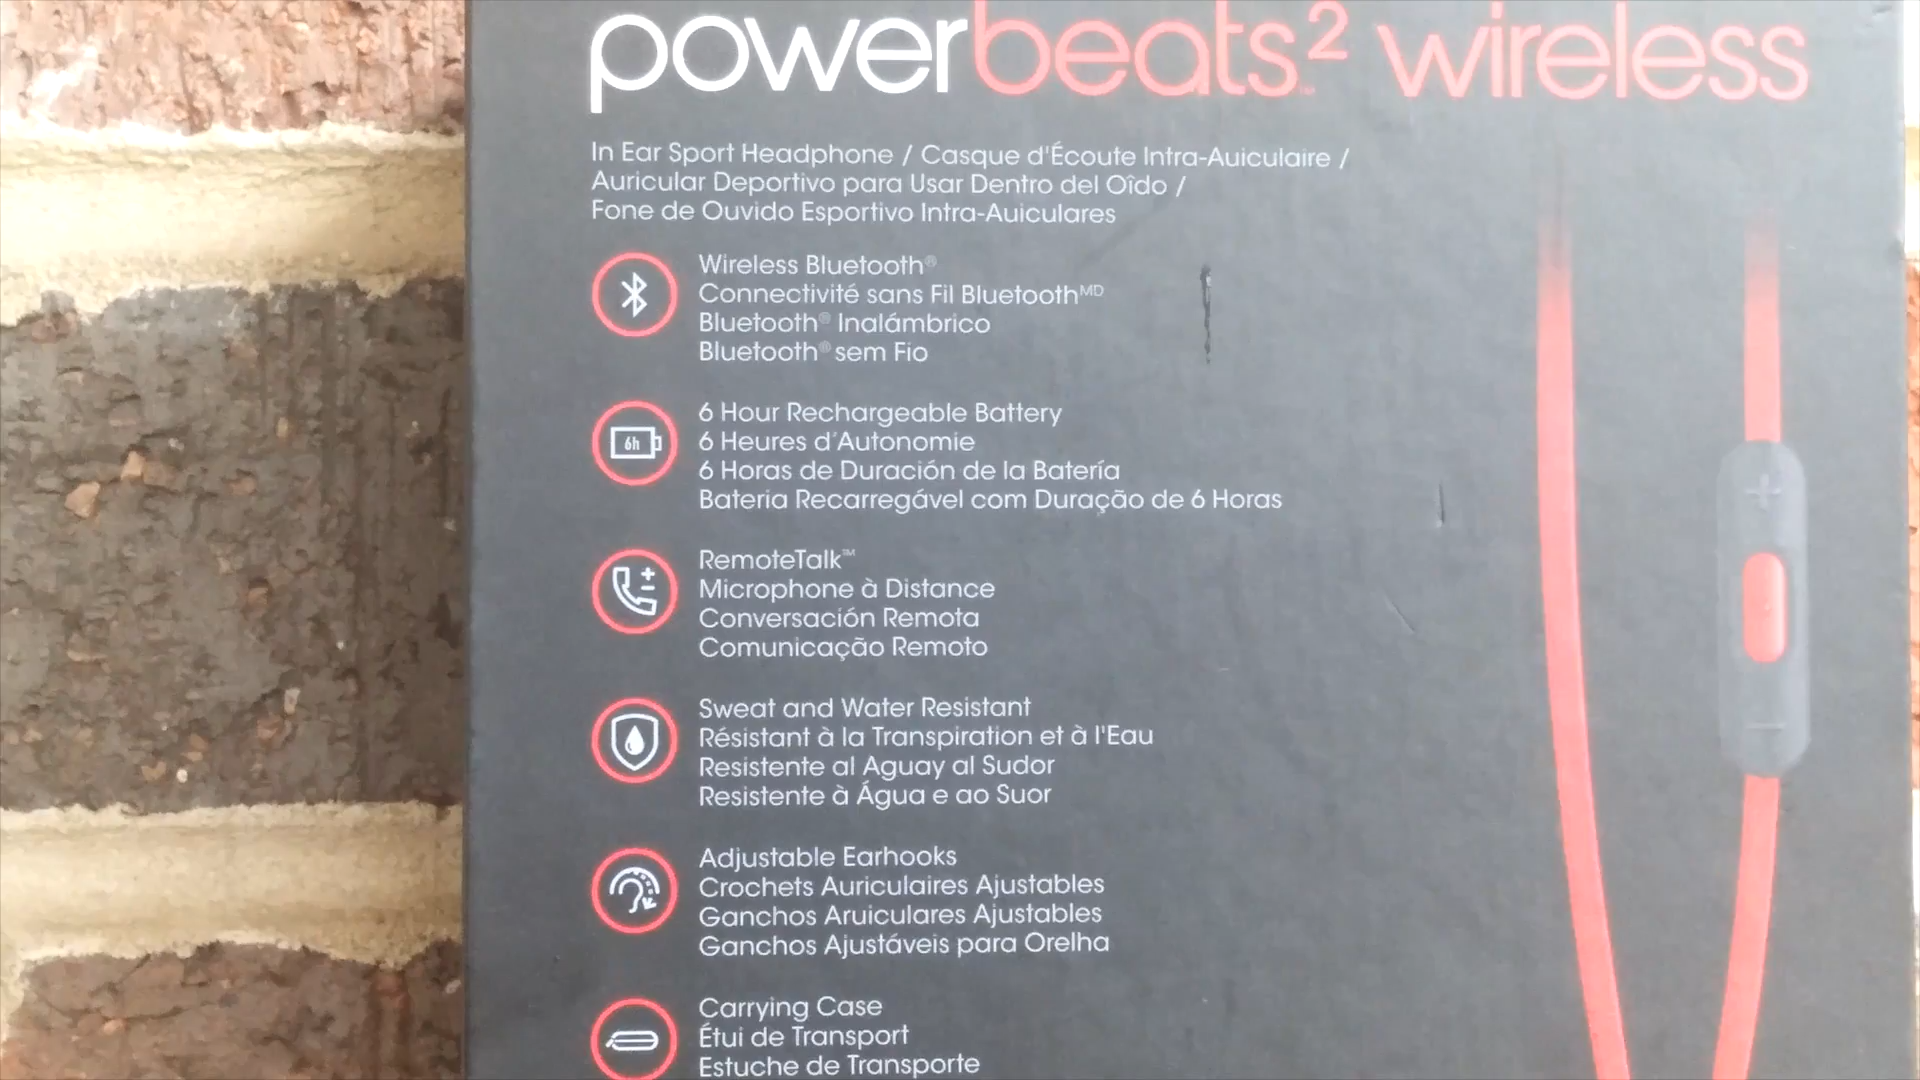 powerbeats² wireless
In Ear Sport Headphone / Casque d'Écoute Intra-Auiculaire /
Auricular Deportivo para Usar Dentro del Oîdo /
Fone de Ouvido Esportivo Intra-Auiculares
Wireless Bluetooth®
Connectivité sans Fil Bluetoothᴹᴰ
Bluetooth® Inalámbrico
Bluetooth® sem Fio
6h
6 Hour Rechargeable Battery
6 Heures d'Autonomie
6 Horas de Duración de la Batería
Bateria Recarregável com Duração de 6 Horas
RemoteTalk™
Microphone à Distance
Conversación Remota
Comunicação Remoto
Sweat and Water Resistant
Résistant à la Transpiration et à l'Eau
Resistente al Aguay al Sudor
Resistente à Água e ao Suor
Adjustable Earhooks
Crochets Auriculaires Ajustables
Ganchos Aruiculares Ajustables
Ganchos Ajustáveis para Orelha
Carrying Case
Étui de Transport
Estuche de Transporte